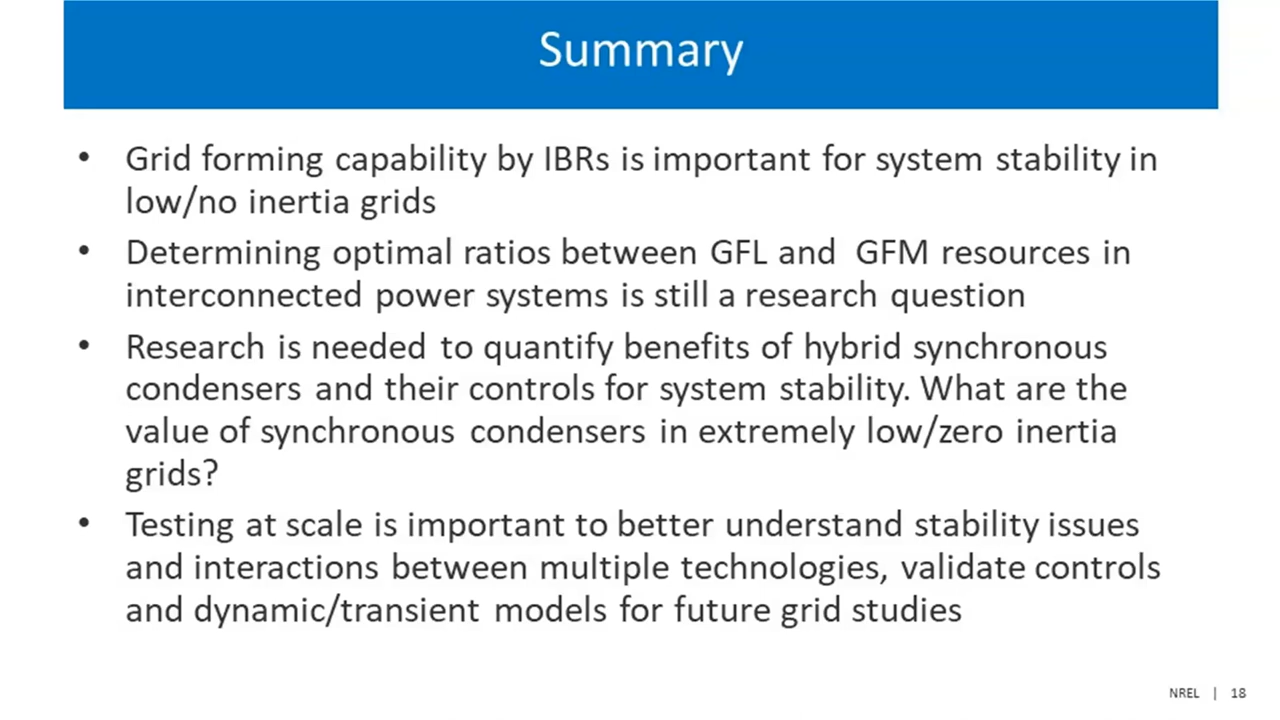 Summary
• Grid forming capability by IBRs is important for system stability in
low/no inertia grids
• Determining optimal ratios between GFL and  GFM resources in
interconnected power systems is still a research question
• Research is needed to quantify benefits of hybrid synchronous
condensers and their controls for system stability. What are the
value of synchronous condensers in extremely low/zero inertia
grids?
• Testing at scale is important to better understand stability issues
and interactions between multiple technologies, validate controls
and dynamic/transient models for future grid studies
NREL | 18